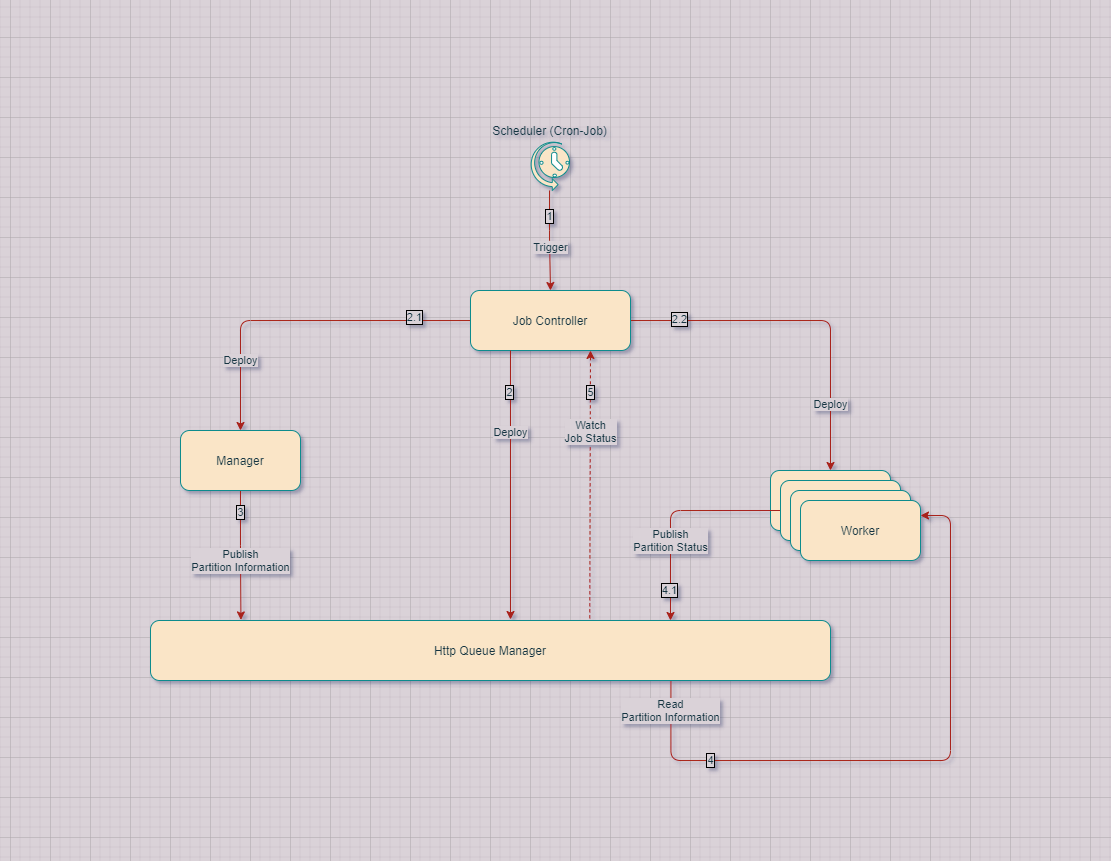 Scheduler (Cron-Job)
1
Trigger
Job Controller
2.1
2.2
Deploy
2
5
Deploy
Watch
Job Status
Deploy
Manager
3
Publish
Partition Information
Worker
Publish
Partition Status
4.1
Http Queue Manager
Read
Partition Information
4